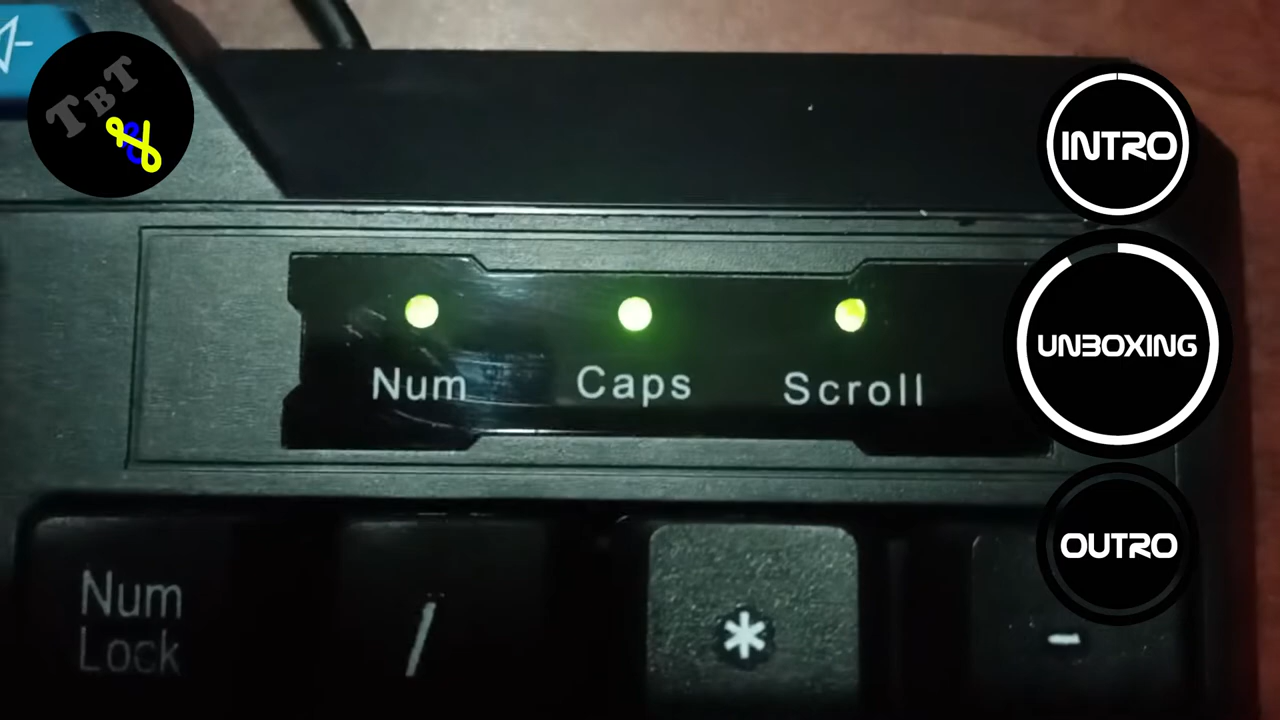 TBT
INTRO
UNBOXING
OUTRO
Num Caps Scroll
Num
Lock
/
*
-